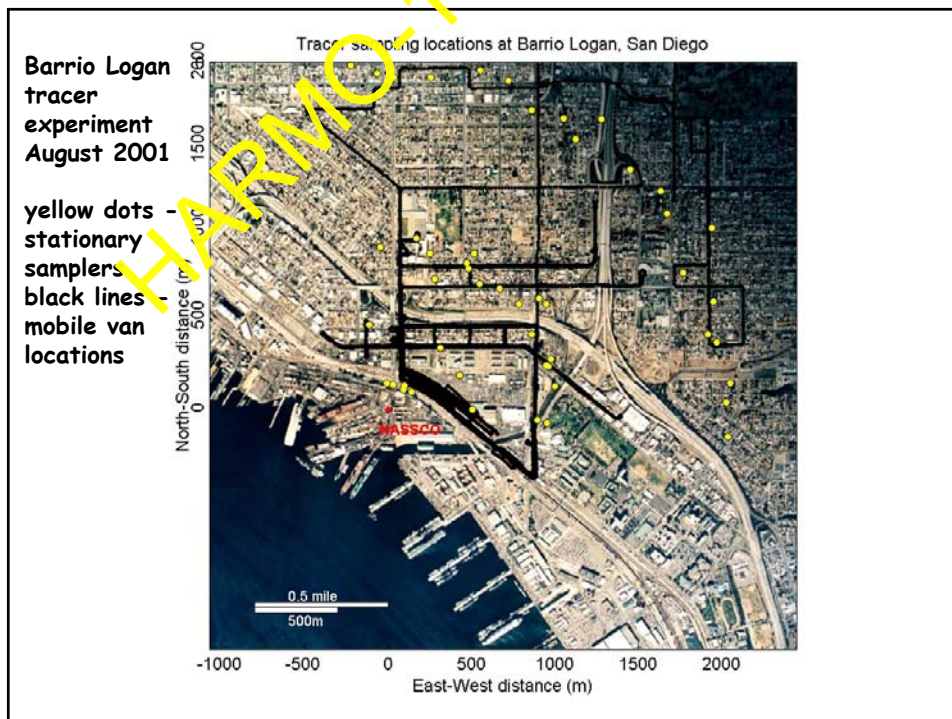 Tracer sampling locations at Barrio Logan, San Diego
Barrio Logan
tracer
experiment
August 2001
yellow dots -
stationary
samplers
black lines -
mobile van
locations
North-South distance (m)
1500
500
0
NASSCO
0.5 mile
500m
-1000 -500 0 500 1000 1500 2000
East-West distance (m)